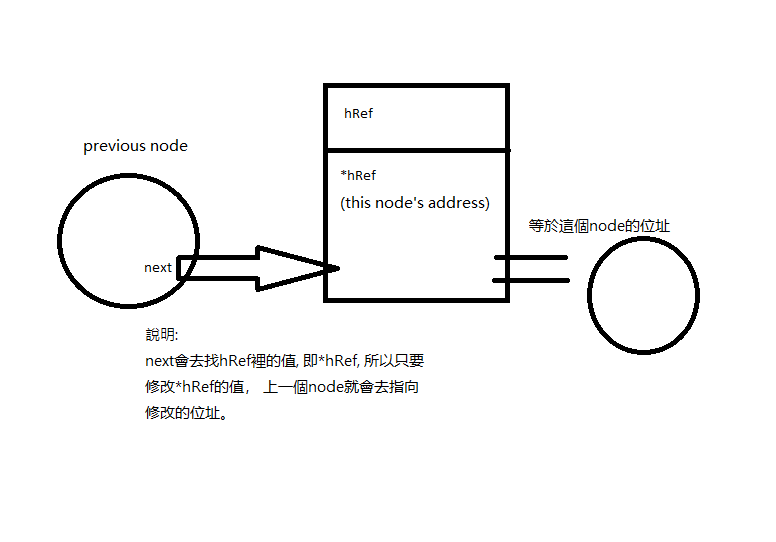 previous node
next
hRef
*hRef
(this node's address)
等於這個node的位址
說明:
next會去找hRef裡的值, 即*hRef, 所以只要
修改*hRef的值， 上一個node就會去指向
修改的位址。